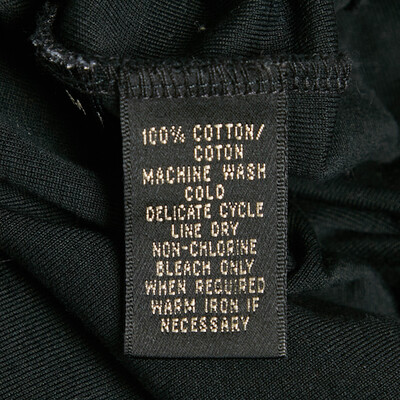 100% COTTON/
COTON
MACHINE WASH
COLD
DELICATE CYCLE
LINE DRY
NON-CHLORINE
BLEACH ONLY
WHEN REQUIRED
WARM IRON IF
NECESSARY